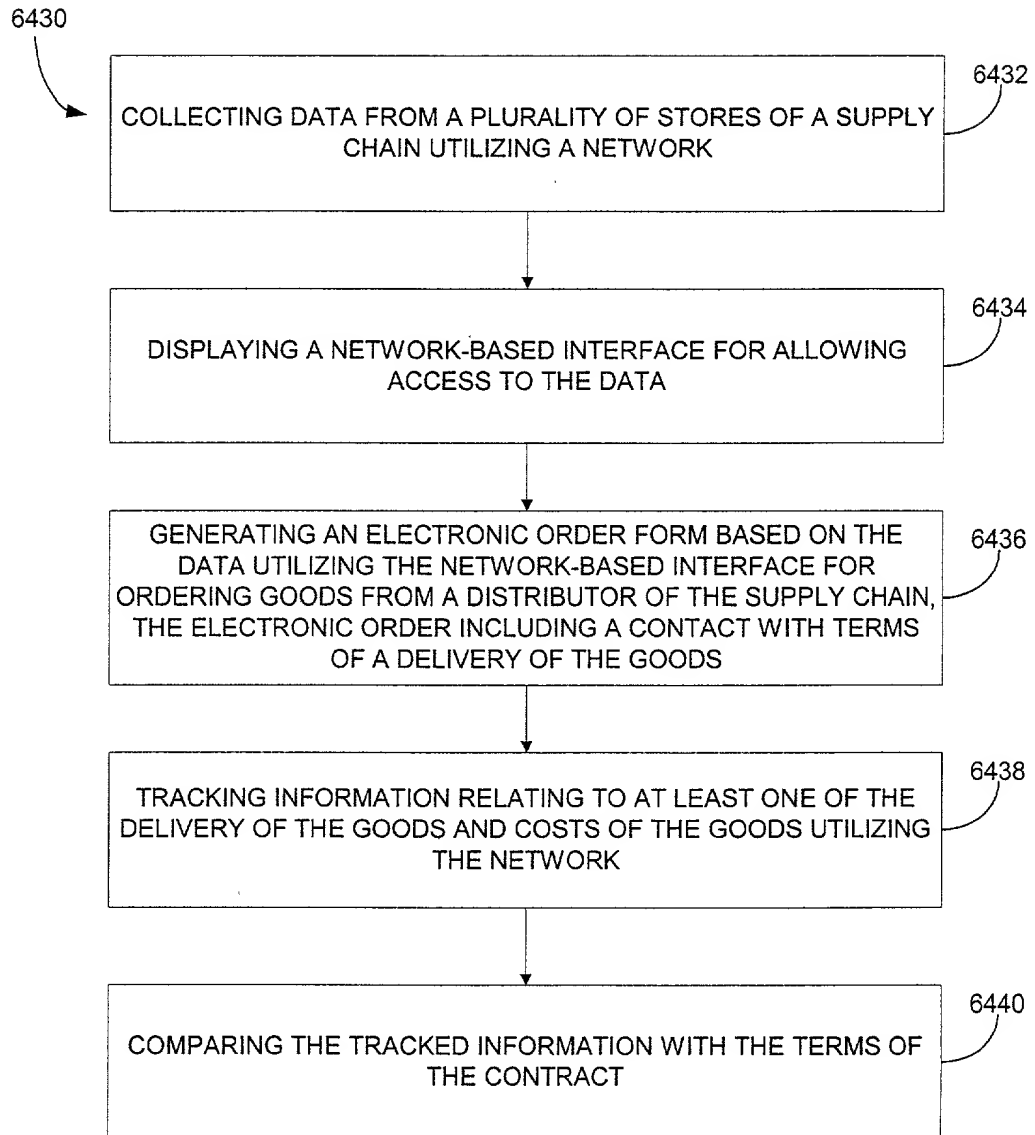 6430
6432
COLLECTING DATA FROM A PLURALITY OF STORES OF A SUPPLY
CHAIN UTILIZING A NETWORK
6434
DISPLAYING A NETWORK-BASED INTERFACE FOR ALLOWING
ACCESS TO THE DATA
6436
GENERATING AN ELECTRONIC ORDER FORM BASED ON THE
DATA UTILIZING THE NETWORK-BASED INTERFACE FOR
ORDERING GOODS FROM A DISTRIBUTOR OF THE SUPPLY CHAIN,
THE ELECTRONIC ORDER INCLUDING A CONTACT WITH TERMS
OF A DELIVERY OF THE GOODS
6438
TRACKING INFORMATION RELATING TO AT LEAST ONE OF THE
DELIVERY OF THE GOODS AND COSTS OF THE GOODS UTILIZING
THE NETWORK
6440
COMPARING THE TRACKED INFORMATION WITH THE TERMS OF
THE CONTRACT